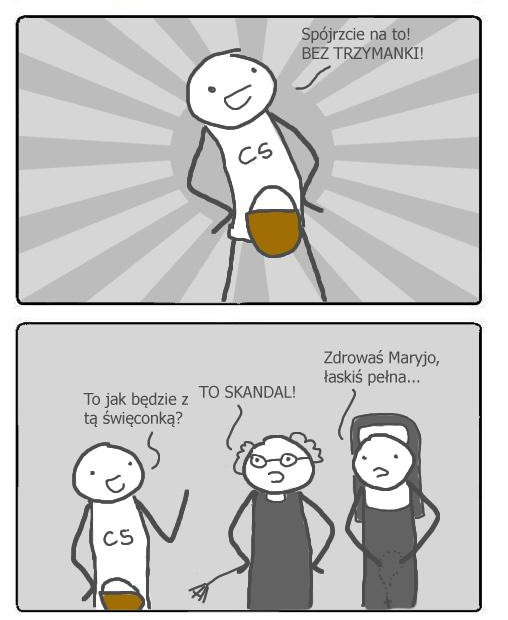 Spójrzcie na to!
BEZ TRZYMANKI!
CS
To jak będzie z
tą święconką?
TO SKANDAL!
Zdrowaś Maryjo,
łaskiś pełna...
CS